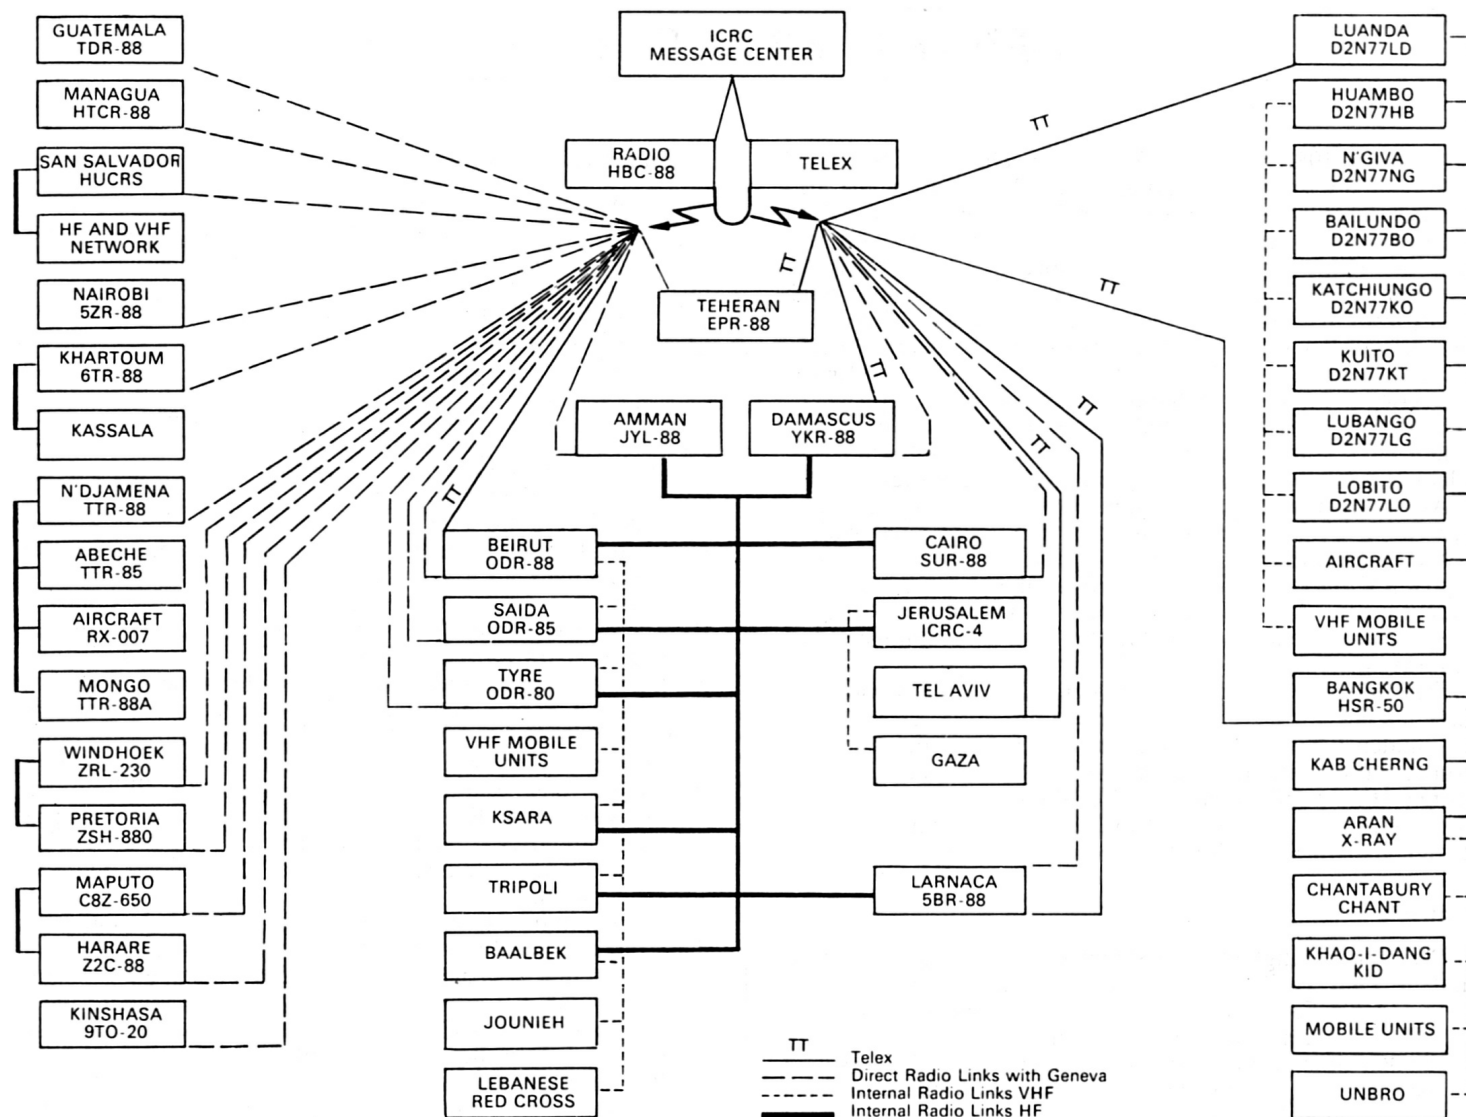 GUATEMALA
TDR-88
MANAGUA
HTCR-88
SAN SALVADOR
HUCRS
HF AND VHF
NETWORK
NAIROBI
5ZR-88
KHARTOUM
6TR-88
KASSALA
N'DJAMENA
TTR-88
ABECHE
TTR-85
AIRCRAFT
RX-007
MONGO
TTR-88A
WINDHOEK
ZRL-230
PRETORIA
ZSH-880
MAPUTO
C8Z-650
HARARE
Z2C-88
KINSHASA
9TO-20
ICRC
MESSAGE CENTER
RADIO
HBC-88
TELEX
TT
TT
TT
TEHERAN
EPR-88
TT
TT
TT
TT
AMMAN
JYL-88
DAMASCUS
YKR-88
BEIRUT
ODR-88
SAIDA
ODR-85
TYRE
ODR-80
VHF MOBILE
UNITS
KSARA
TRIPOLI
BAALBEK
JOUNIEH
LEBANESE
RED CROSS
CAIRO
SUR-88
JERUSALEM
ICRC-4
TEL AVIV
GAZA
LARNACA
5BR-88
LUANDA
D2N77LD
HUAMBO
D2N77HB
N'GIVA
D2N77NG
BAILUNDO
D2N77BO
KATCHIUNGO
D2N77KO
KUITO
D2N77KT
LUBANGO
D2N77LG
LOBITO
D2N77LO
AIRCRAFT
VHF MOBILE
UNITS
BANGKOK
HSR-50
KAB CHERNG
ARAN
X-RAY
CHANTABURY
CHANT
KHAO-I-DANG
KID
MOBILE UNITS
UNBRO
TT
Telex
Direct Radio Links with Geneva
Internal Radio Links VHF
Internal Radio Links HF